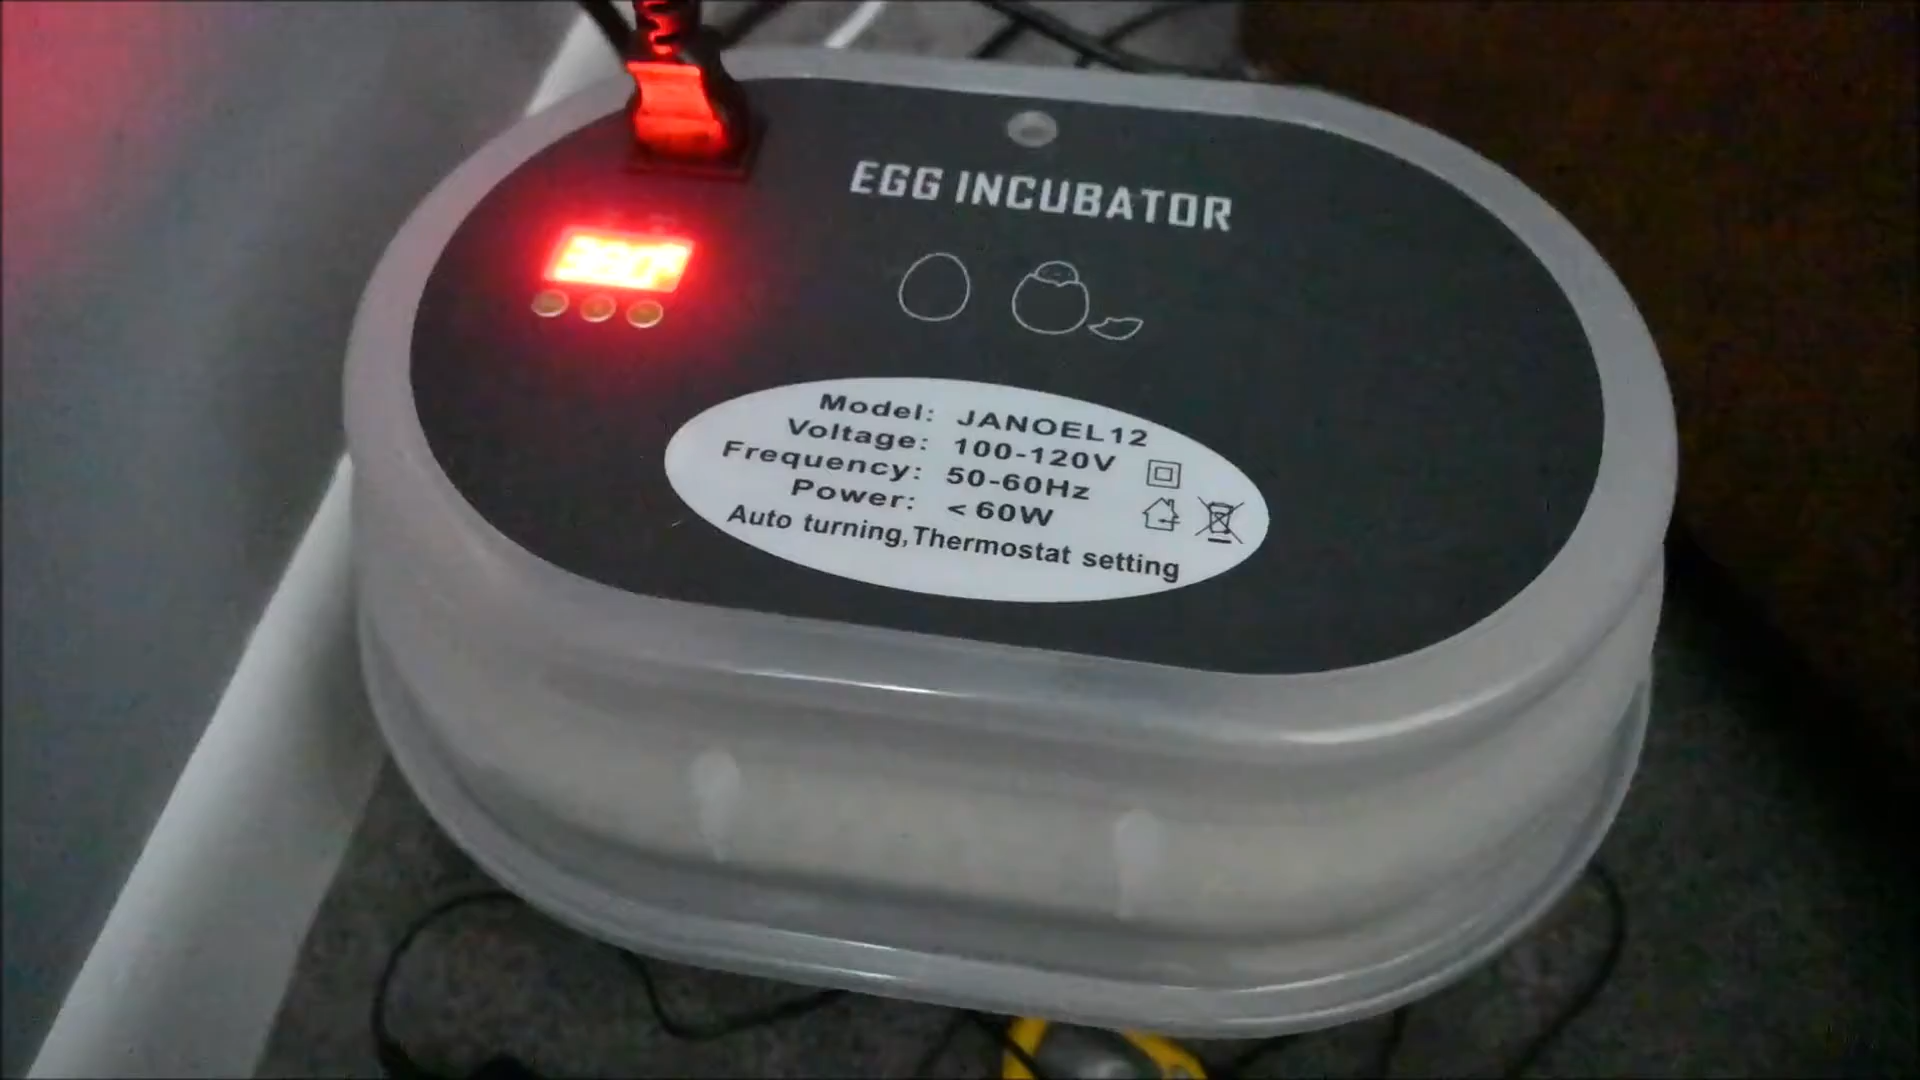 EGG INCUBATOR
Model: JANOEL12
Voltage: 100-120V
Frequency: 50-60Hz
Power: <60W
Auto turning,Thermostat setting